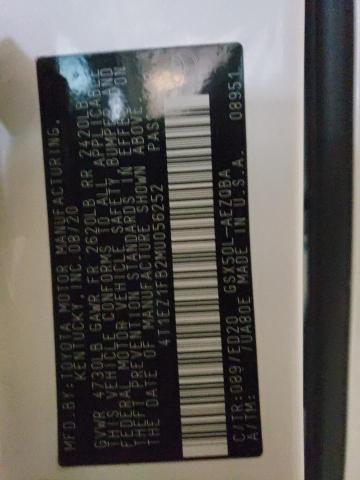 MFD.BY:TOYOTA MOTOR MANUFACTURING,
KENTUCKY, INC.08/20
GVWR 4730LB GAWR FR 2620LB RR 2420LB
THIS VEHICLE CONFORMS TO ALL APPLICABLE
FEDERAL MOTOR VEHICLE SAFETY, BUMPER AND
THEFT PREVENTION STANDARDS IN EFFECT ON
THE DATE OF MANUFACTURE SHOWN ABOVE.
4T1EZ1FB2MU056252 PASS
C/TR:089/ED20 GSX50L-AEZQBA
A/TM: 7UA80E MADE IN U.S.A. 08951